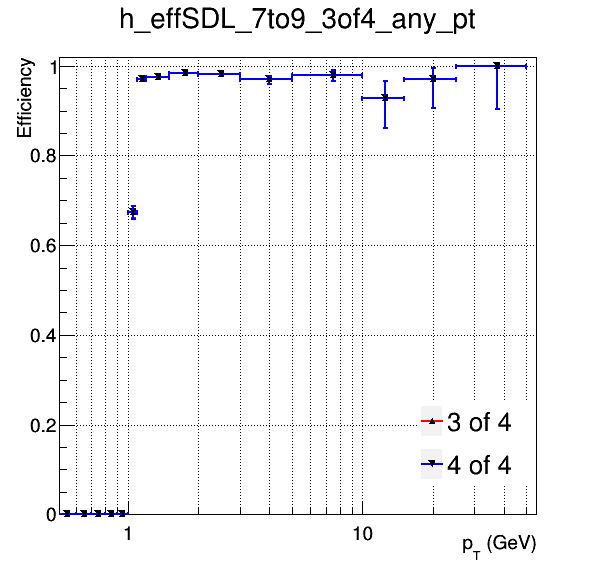 h_effSDL_7to9_3of4_any_pt
Efficiency
1
0.8
0.6
0.4
0.2
0
3 of 4
4 of 4
1
10
p_T (GeV)